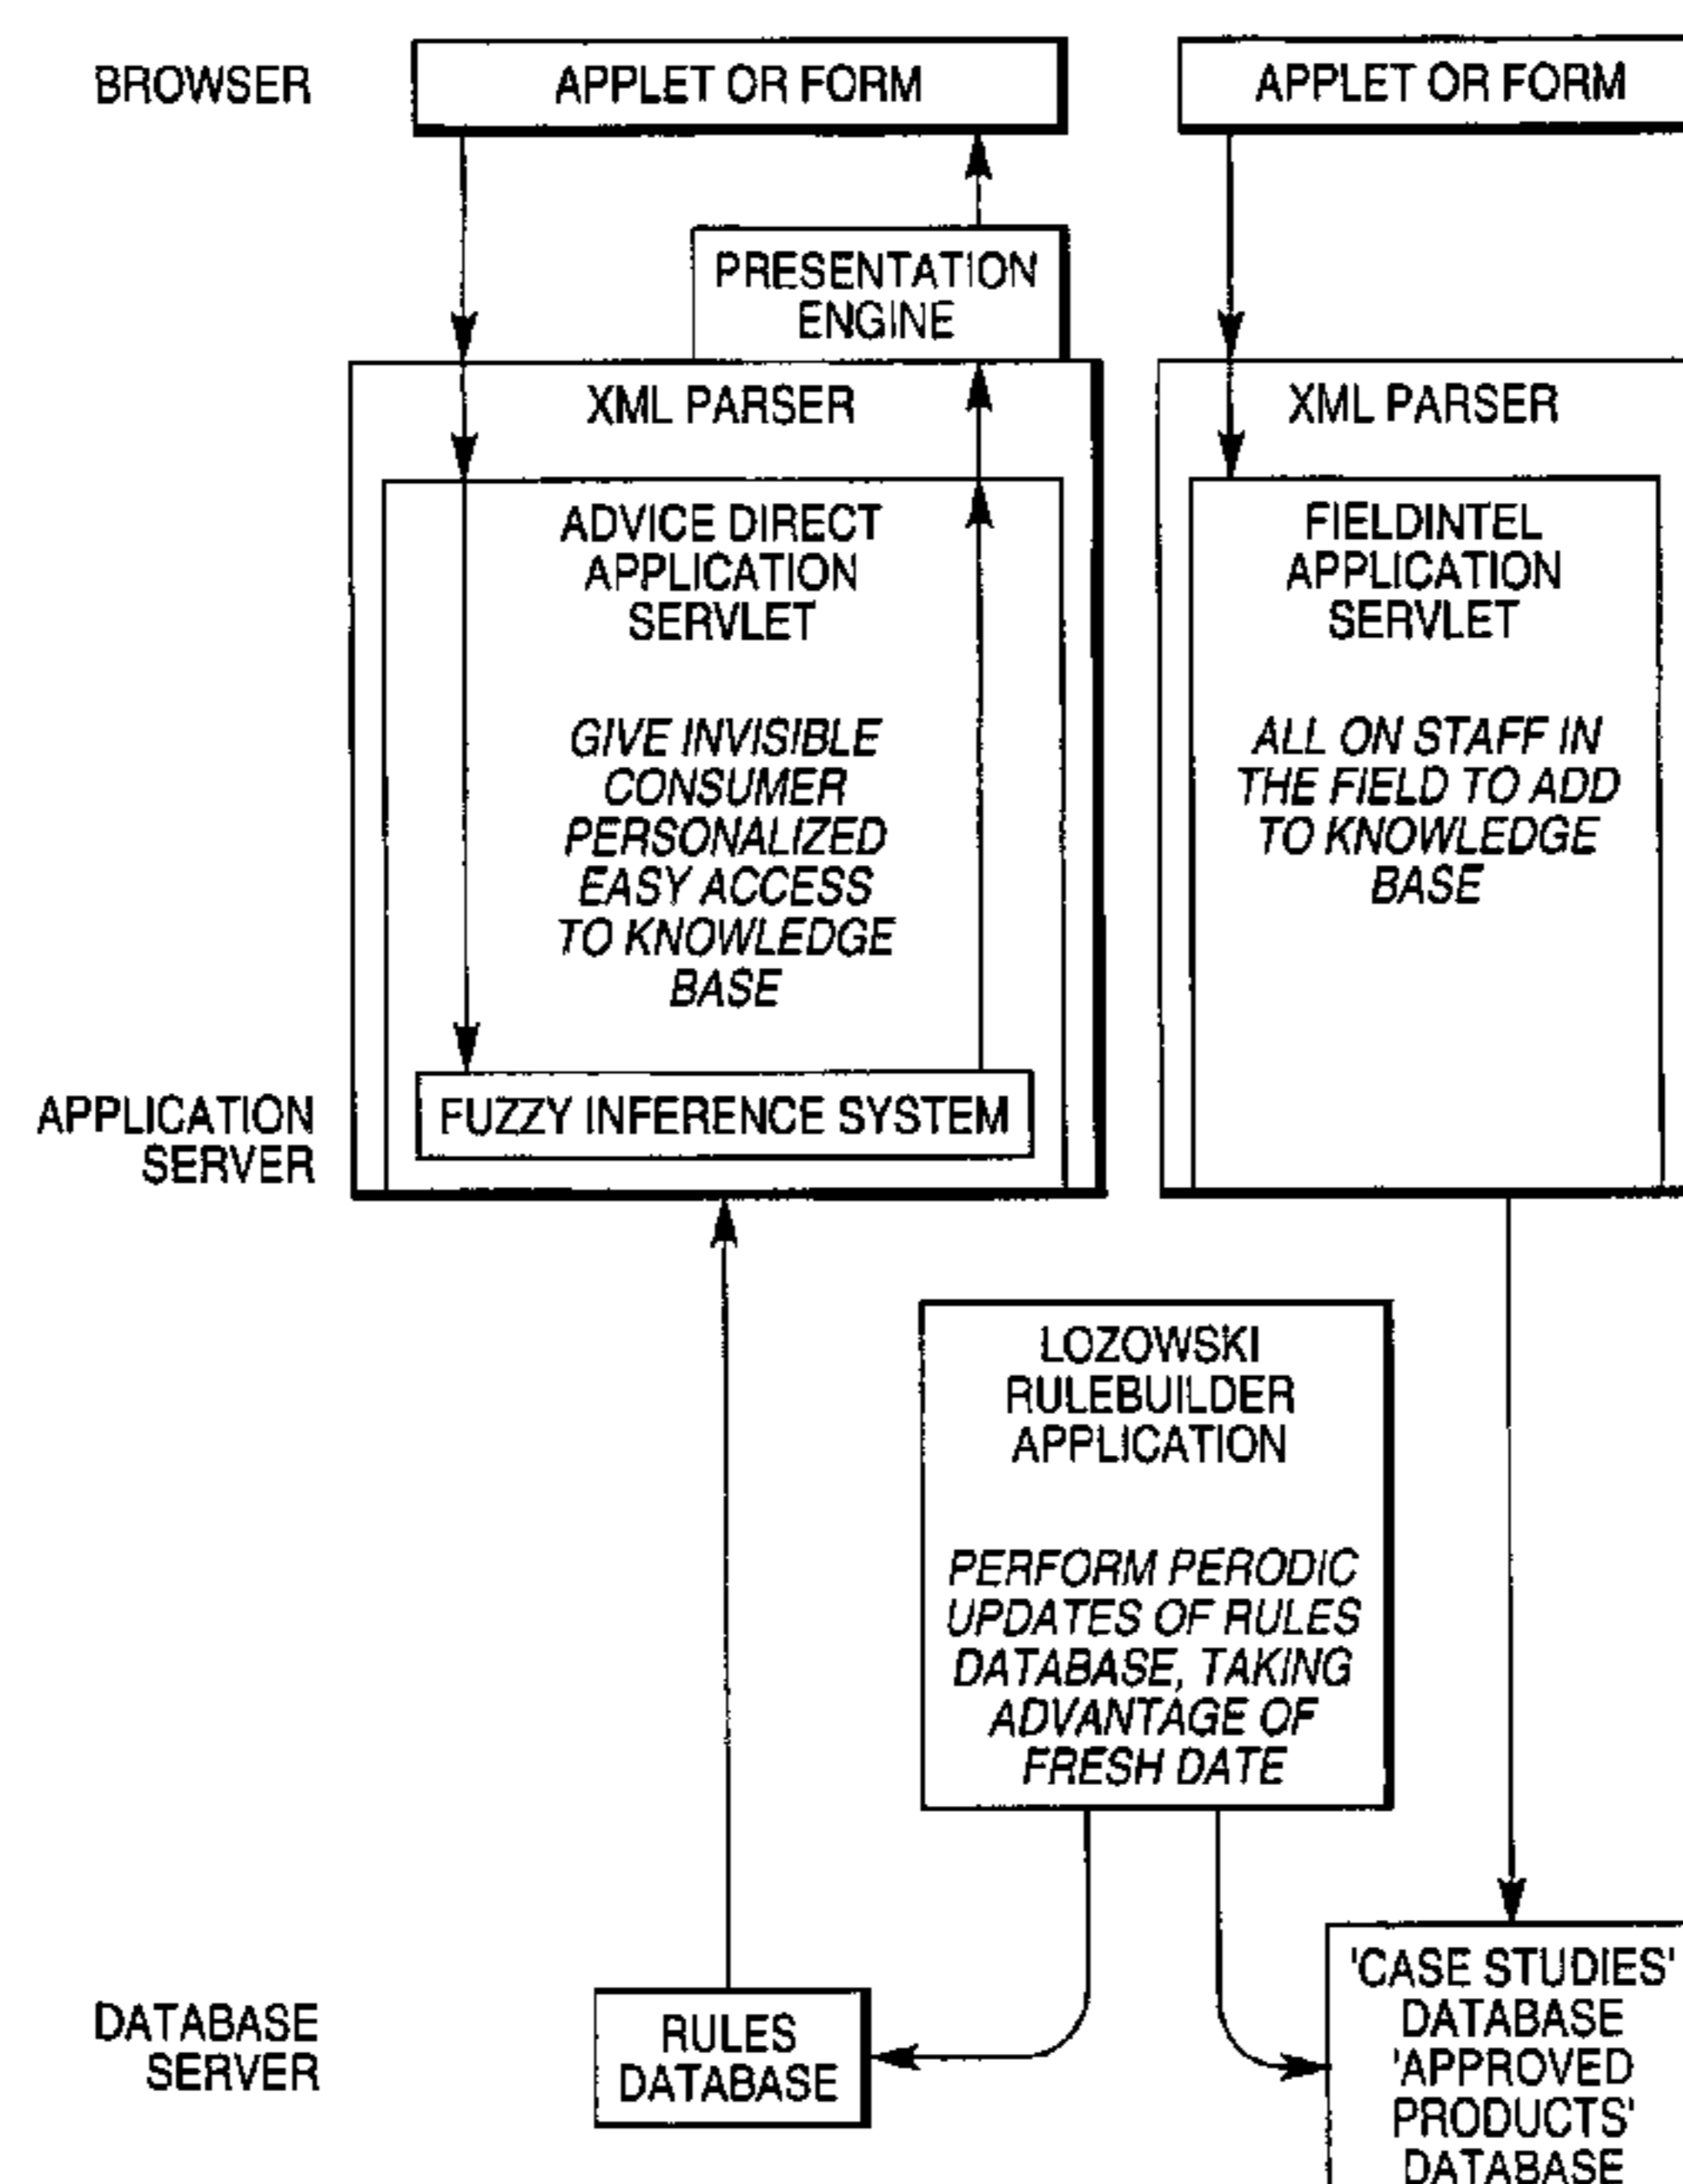 BROWSER
APPLET OR FORM
APPLET OR FORM
PRESENTATION
ENGINE
XML PARSER
XML PARSER
ADVICE DIRECT
APPLICATION
SERVLET
GIVE INVISIBLE
CONSUMER
PERSONALIZED
EASY ACCESS
TO KNOWLEDGE
BASE
FIELDINTEL
APPLICATION
SERVLET
ALL ON STAFF IN
THE FIELD TO ADD
TO KNOWLEDGE
BASE
APPLICATION
SERVER
FUZZY INFERENCE SYSTEM
LOZOWSKI
RULEBUILDER
APPLICATION
PERFORM PERODIC
UPDATES OF RULES
DATABASE, TAKING
ADVANTAGE OF
FRESH DATE
DATABASE
SERVER
RULES
DATABASE
'CASE STUDIES'
DATABASE
'APPROVED
PRODUCTS'
DATABASE